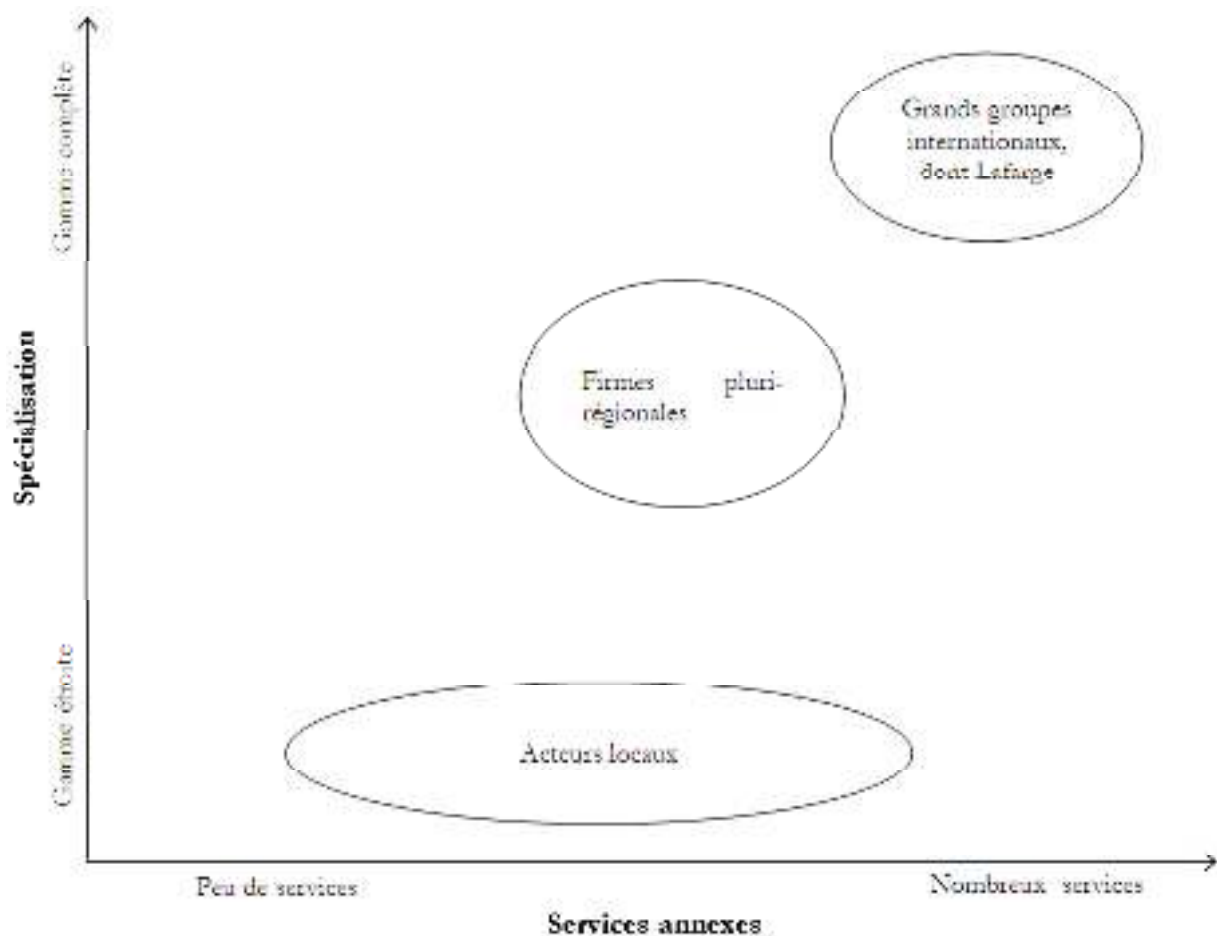 Gamme complète
Grands groupes
internationaux,
dont Lafarge
Spécialisation
Firmes pluri-
régionales
Gamme étroite
Acteurs locaux
Peu de services
Nombreux services
Services annexes